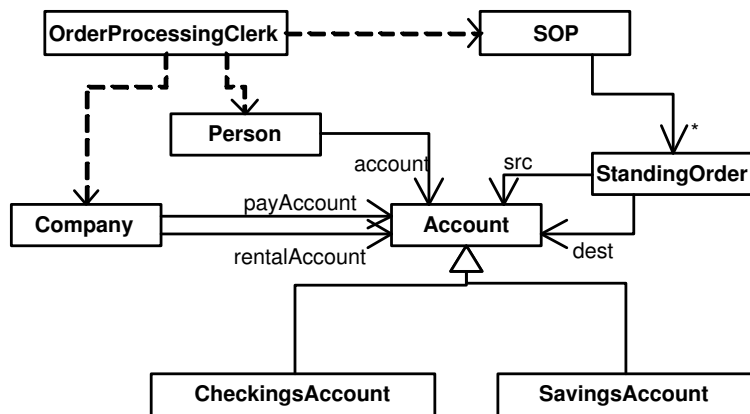 OrderProcessingClerk
SOP
Person
*
account
src
StandingOrder
payAccount
Company
Account
rentalAccount
dest
CheckingsAccount
SavingsAccount